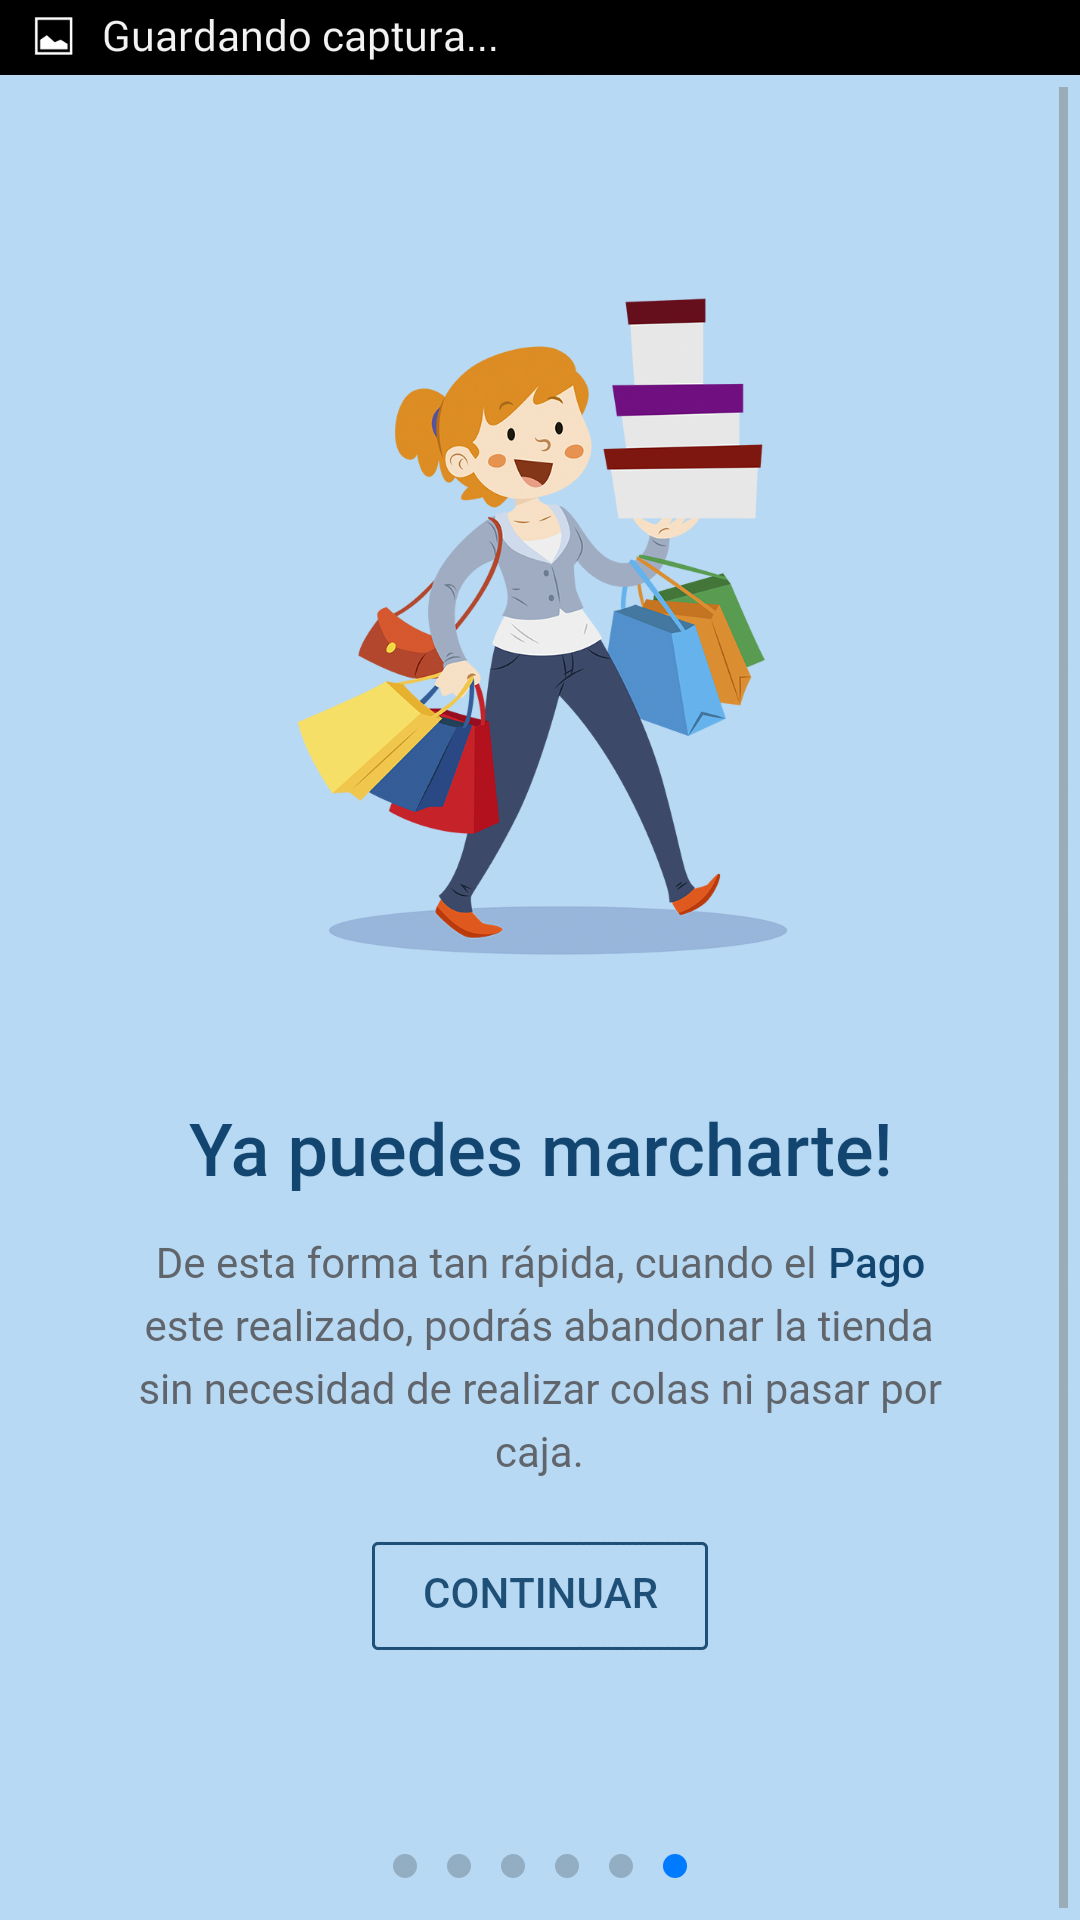 Guardando captura...
Ya puedes marcharte!
De esta forma tan rápida, cuando el Pago
este realizado, podrás abandonar la tienda
sin necesidad de realizar colas ni pasar por
caja.
CONTINUAR